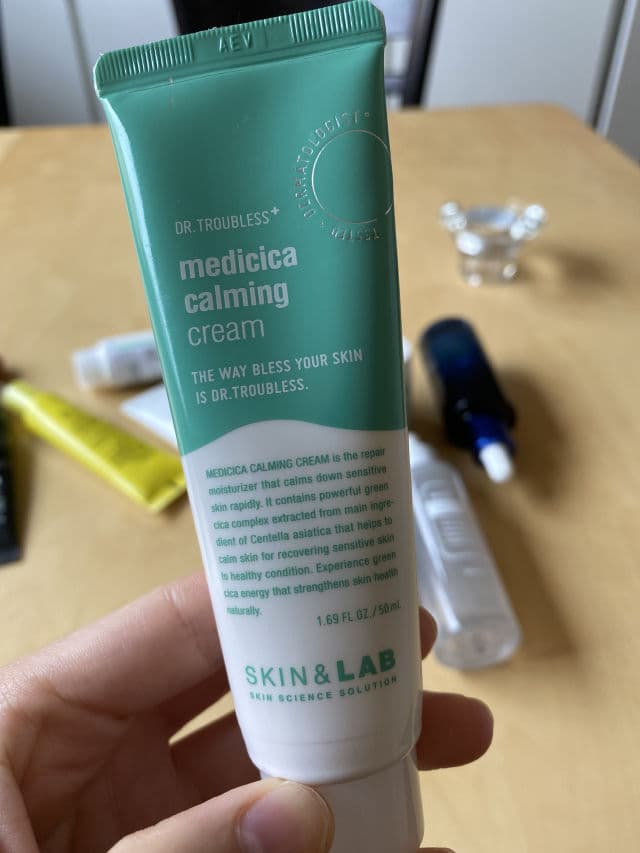 AEV
DERMATOLOGIST
TESTED
DR.TROUBLESS+
medicica
calming
cream
THE WAY BLESS YOUR SKIN
IS DR.TROUBLESS.
MEDICICA CALMING CREAM is the repair
moisturizer that calms down sensitive
skin rapidly. It contains powerful green
cica complex extracted from main ingre-
dient of Centella asiatica that helps to
calm skin for recovering sensitive skin
to healthy condition. Experience green
cica energy that strengthens skin health
naturally.
1.69 FL.OZ./50mL
SKIN&LAB
SKIN SCIENCE SOLUTION